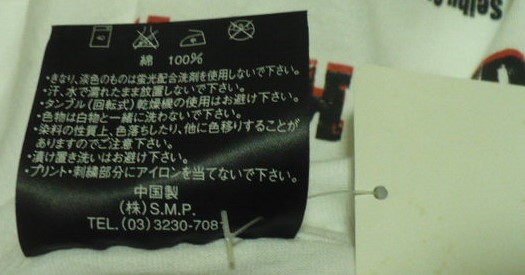 綿 100%
・きなり、淡色のものは蛍光配合洗剤を使用しないで下さい。
・汗、水で濡れたまま放置しないで下さい。
・タンブル(回転式)乾燥機の使用はお避け下さい。
・色物は白物と一緒に洗わないで下さい。
・染料の性質上、色落ちしたり、他に色移りすることが
ありますのでご注意下さい。
・漬け置き洗いはお避け下さい。
・プリント・刺繍部分にアイロンを当てないで下さい。
中国製
(株)S.M.P.
TEL. (03) 3230-708